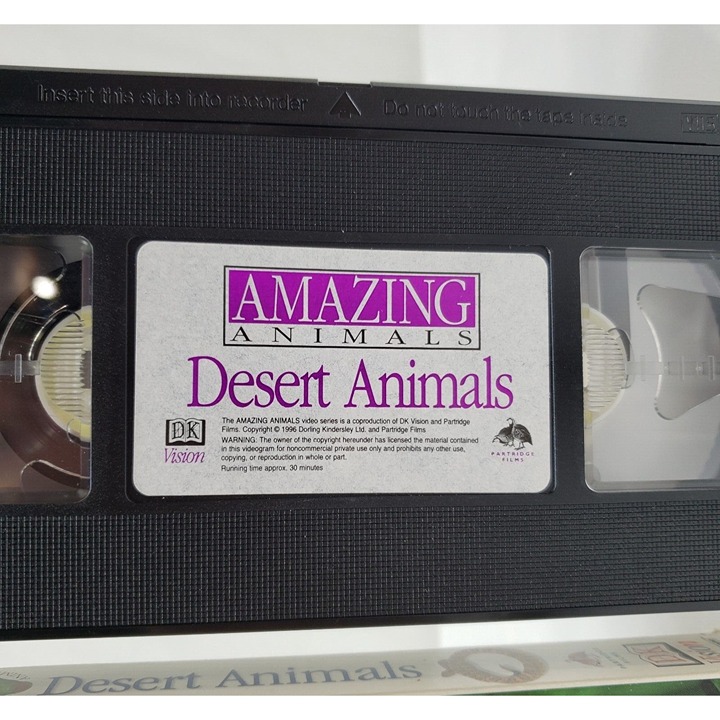 Insert this side into recorder
Do not touch the tape inside
AMAZING
ANIMALS
Desert Animals
The AMAZING ANIMALS video series is a coproduction of DK Vision and Partridge
Films. Copyright © 1996 Dorling Kindersley Ltd. and Partridge Films
WARNING: The owner of the ropyright hereunder has licensed the material contained
in this videogram for noncommercial private use only and prohibits any other use,
copying, or reproduction in whole or part.
Running time approx. 30 minutes
DK
Vision
PARTRIDGE
FILMS
Desert Animals
DK